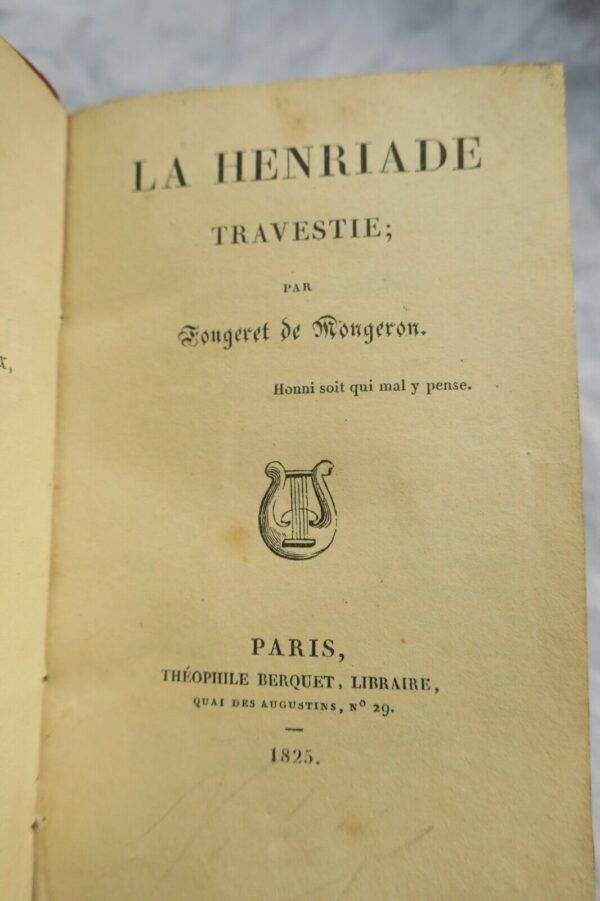 LA HENRIADE
TRAVESTIE;
PAR
Fougeret de Mongeron.
Honni soit qui mal y pense.
PARIS,
THÉOPHILE BERQUET, LIBRAIRE,
QUAI DES AUGUSTINS, Nº 29.
1825.